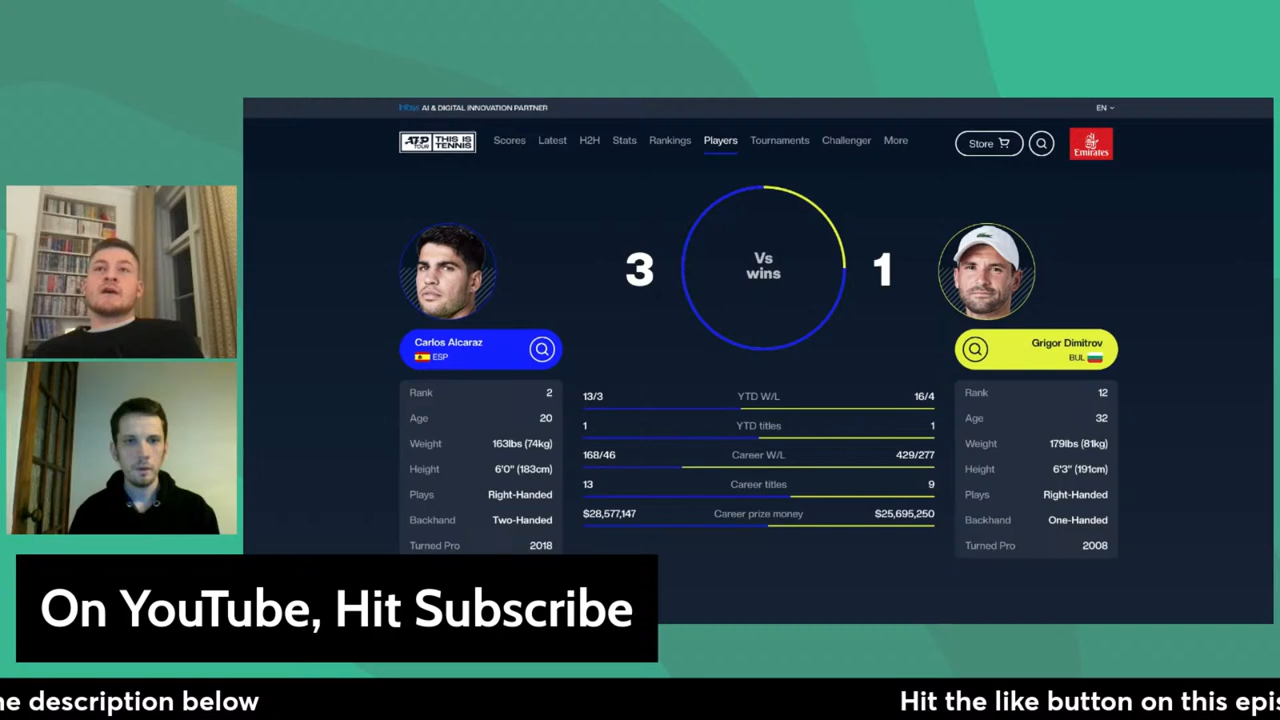 Infosys AI & DIGITAL INNOVATION PARTNER
EN
ATP TOUR THIS IS TENNIS
Scores Latest H2H Stats Rankings Players Tournaments Challenger More
Store
Emirates
3
Vs
wins
1
Carlos Alcaraz
ESP
Grigor Dimitrov
BUL
Rank 2
Age 20
Weight 163lbs (74kg)
Height 6'0" (183cm)
Plays Right-Handed
Backhand Two-Handed
Turned Pro 2018
13/3 YTD W/L 16/4
1 YTD titles 1
168/46 Career W/L 429/277
13 Career titles 9
$28,577,147 Career prize money $25,695,250
Rank 12
Age 32
Weight 179lbs (81kg)
Height 6'3" (191cm)
Plays Right-Handed
Backhand One-Handed
Turned Pro 2008
On YouTube, Hit Subscribe
ne description below
Hit the like button on this epis